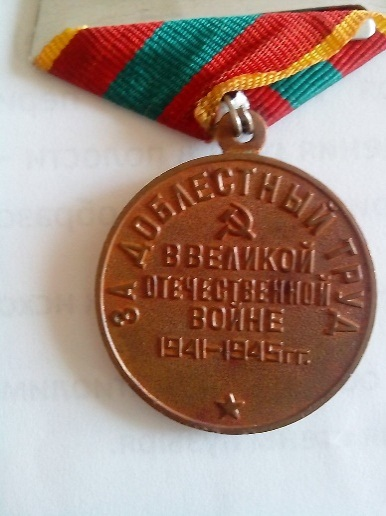 ЗА ДОБЛЕСТНЫЙ ТРУД
В ВЕЛИКОЙ
ОТЕЧЕСТВЕННОЙ
ВОЙНЕ
1941-1945гг.